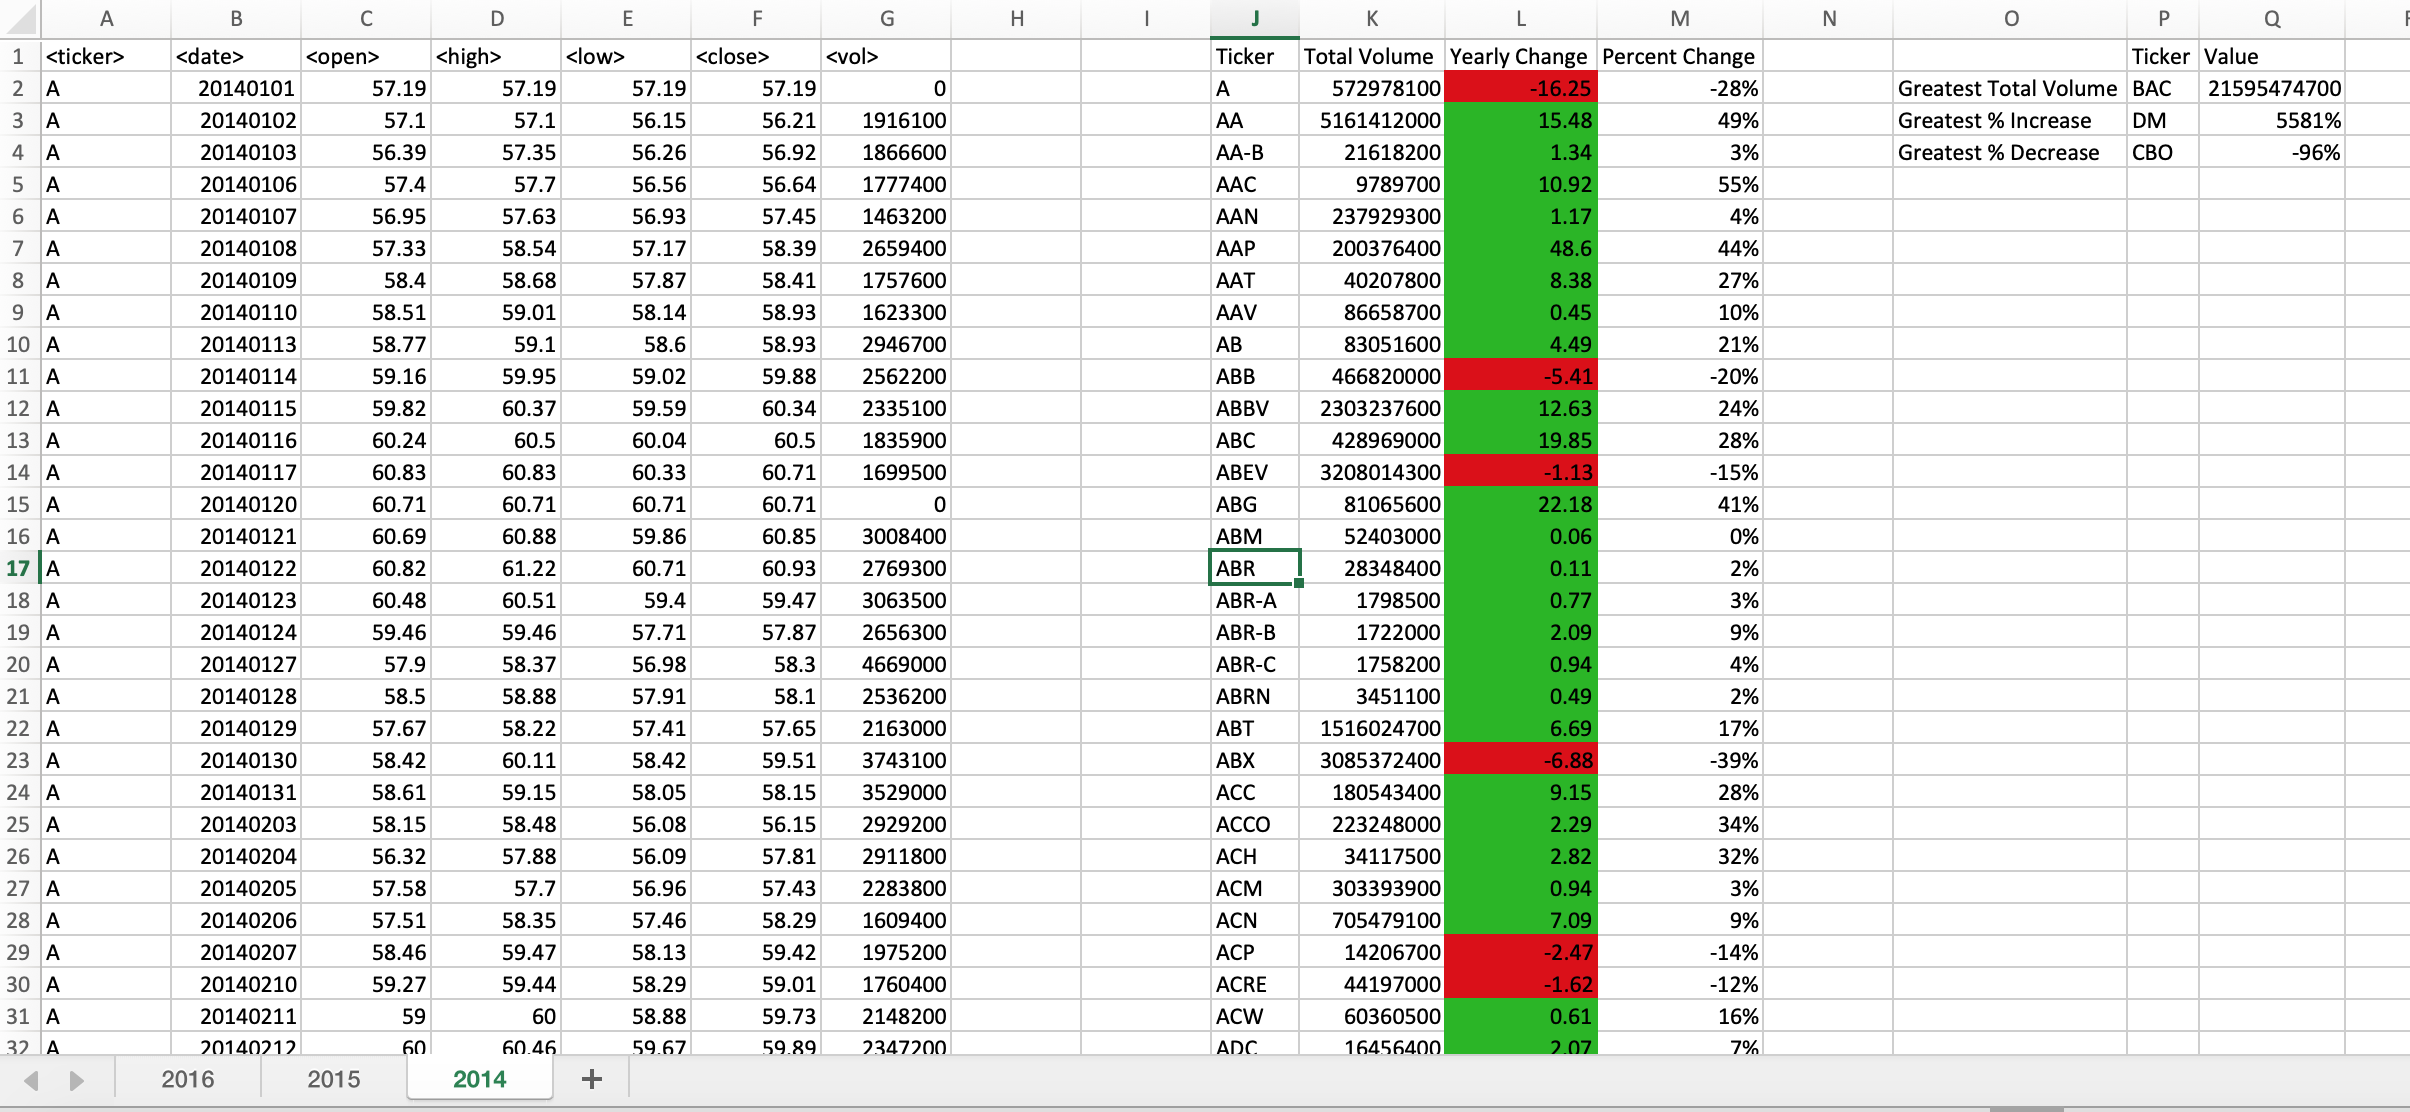 A B C D E F G H I J K L M N O P Q
1 <ticker> <date> <open> <high> <low> <close> <vol> Ticker Total Volume Yearly Change Percent Change Ticker Value
2 A 20140101 57.19 57.19 57.19 57.19 0 A 572978100 -16.25 -28% Greatest Total Volume BAC 21595474700
3 A 20140102 57.1 57.1 56.15 56.21 1916100 AA 5161412000 15.48 49% Greatest % Increase DM 5581%
4 A 20140103 56.39 57.35 56.26 56.92 1866600 AA-B 21618200 1.34 3% Greatest % Decrease CBO -96%
5 A 20140106 57.4 57.7 56.56 56.64 1777400 AAC 9789700 10.92 55%
6 A 20140107 56.95 57.63 56.93 57.45 1463200 AAN 237929300 1.17 4%
7 A 20140108 57.33 58.54 57.17 58.39 2659400 AAP 200376400 48.6 44%
8 A 20140109 58.4 58.68 57.87 58.41 1757600 AAT 40207800 8.38 27%
9 A 20140110 58.51 59.01 58.14 58.93 1623300 AAV 86658700 0.45 10%
10 A 20140113 58.77 59.1 58.6 58.93 2946700 AB 83051600 4.49 21%
11 A 20140114 59.16 59.95 59.02 59.88 2562200 ABB 466820000 -5.41 -20%
12 A 20140115 59.82 60.37 59.59 60.34 2335100 ABBV 2303237600 12.63 24%
13 A 20140116 60.24 60.5 60.04 60.5 1835900 ABC 428969000 19.85 28%
14 A 20140117 60.83 60.83 60.33 60.71 1699500 ABEV 3208014300 -1.13 -15%
15 A 20140120 60.71 60.71 60.71 60.71 0 ABG 81065600 22.18 41%
16 A 20140121 60.69 60.88 59.86 60.85 3008400 ABM 52403000 0.06 0%
17 A 20140122 60.82 61.22 60.71 60.93 2769300 ABR 28348400 0.11 2%
18 A 20140123 60.48 60.51 59.4 59.47 3063500 ABR-A 1798500 0.77 3%
19 A 20140124 59.46 59.46 57.71 57.87 2656300 ABR-B 1722000 2.09 9%
20 A 20140127 57.9 58.37 56.98 58.3 4669000 ABR-C 1758200 0.94 4%
21 A 20140128 58.5 58.88 57.91 58.1 2536200 ABRN 3451100 0.49 2%
22 A 20140129 57.67 58.22 57.41 57.65 2163000 ABT 1516024700 6.69 17%
23 A 20140130 58.42 60.11 58.42 59.51 3743100 ABX 3085372400 -6.88 -39%
24 A 20140131 58.61 59.15 58.05 58.15 3529000 ACC 180543400 9.15 28%
25 A 20140203 58.15 58.48 56.08 56.15 2929200 ACCO 223248000 2.29 34%
26 A 20140204 56.32 57.88 56.09 57.81 2911800 ACH 34117500 2.82 32%
27 A 20140205 57.58 57.7 56.96 57.43 2283800 ACM 303393900 0.94 3%
28 A 20140206 57.51 58.35 57.46 58.29 1609400 ACN 705479100 7.09 9%
29 A 20140207 58.46 59.47 58.13 59.42 1975200 ACP 14206700 -2.47 -14%
30 A 20140210 59.27 59.44 58.29 59.01 1760400 ACRE 44197000 -1.62 -12%
31 A 20140211 59 60 58.88 59.73 2148200 ACW 60360500 0.61 16%
32 A 20140212 60 60.46 59.67 59.89 2347200 ADC 16456400 2.07 7%
2016 2015 2014 +